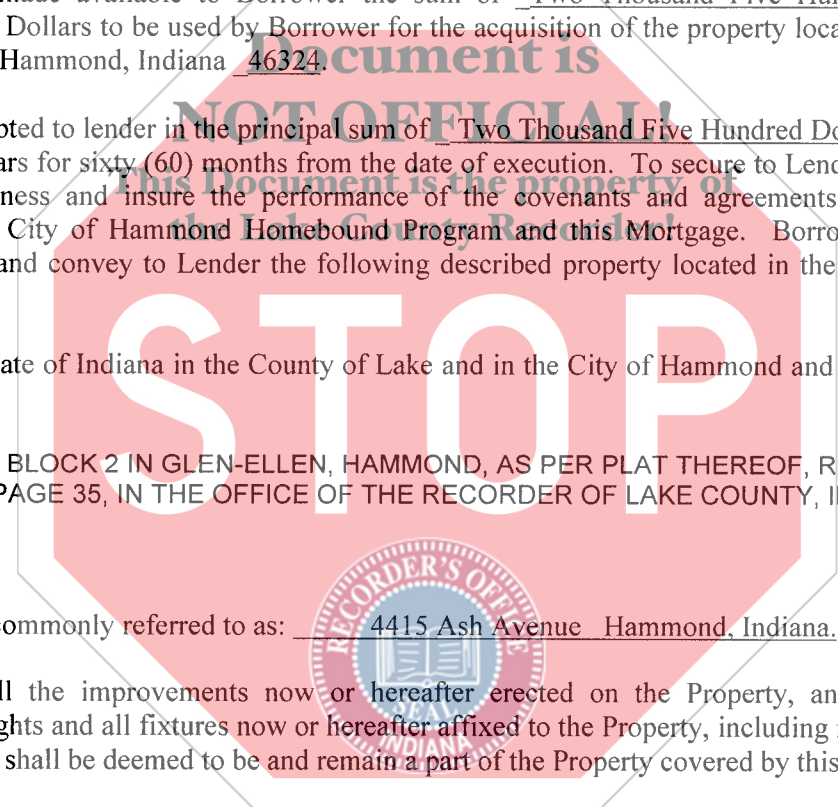 made available to Borrower the sum of Two Thousand Five Hun
Dollars to be used by Borrower for the acquisition of the property loca
Document is
Hammond, Indiana 46324.
NOT OFFICIAL!
oted to lender in the principal sum of Two Thousand Five Hundred Do
ars for sixty (60) months from the date of execution. To secure to Lend
This Document is the property of
ness and insure the performance of the covenants and agreements
the Lake County Recorder!
City of Hammond Homebound Program and this Mortgage. Borro
and convey to Lender the following described property located in the
STOP
ate of Indiana in the County of Lake and in the City of Hammond and
BLOCK 2 IN GLEN-ELLEN, HAMMOND, AS PER PLAT THEREOF, R
PAGE 35, IN THE OFFICE OF THE RECORDER OF LAKE COUNTY, I
RECORDER'S OFFICE
ommonly referred to as: 4415 Ash Avenue Hammond, Indiana.
ll the improvements now or hereafter erected on the Property, an
SEAL
ghts and all fixtures now or hereafter affixed to the Property, including
INDIANA
shall be deemed to be and remain a part of the Property covered by this